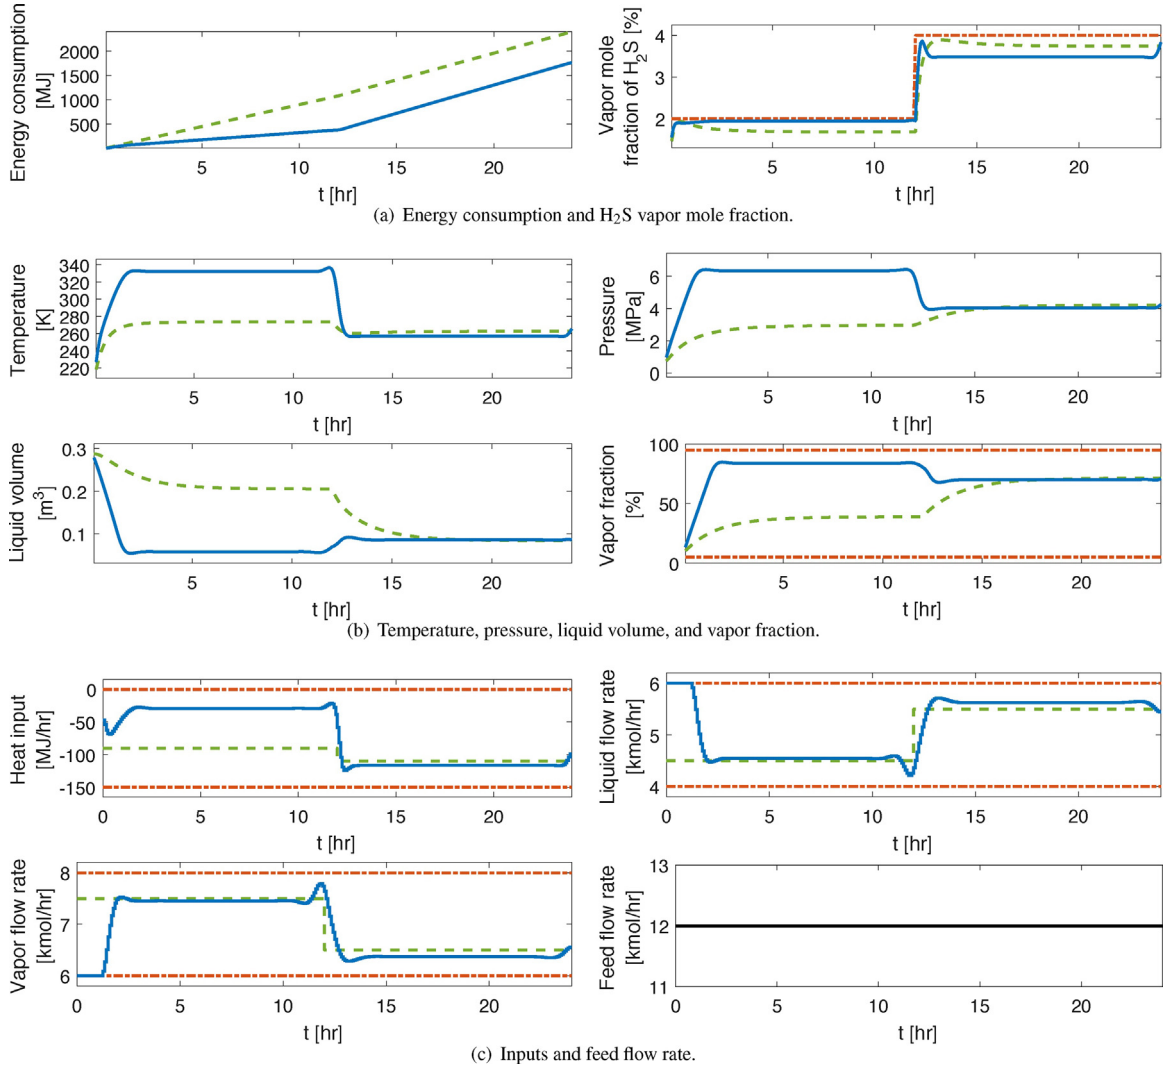 Energy consumption
[MJ]
2000
1500
1000
500
5
10
15
20
t [hr]
Vapor mole
fraction of H2S [%]
4
3
2
5
10
15
20
t [hr]
(a) Energy consumption and H2S vapor mole fraction.
Temperature
[K]
340
320
300
280
260
240
220
5
10
15
20
t [hr]
Pressure
[MPa]
6
4
2
0
5
10
15
20
t [hr]
Liquid volume
[m3]
0.3
0.2
0.1
5
10
15
20
t [hr]
Vapor fraction
[%]
100
50
0
5
10
15
20
t [hr]
(b) Temperature, pressure, liquid volume, and vapor fraction.
Heat input
[MJ/hr]
0
-50
-100
-150
0
5
10
15
20
t [hr]
Liquid flow rate
[kmol/hr]
6
5
4
0
5
10
15
20
t [hr]
Vapor flow rate
[kmol/hr]
8
7
6
0
5
10
15
20
t [hr]
Feed flow rate
[kmol/hr]
13
12
11
0
5
10
15
20
t [hr]
(c) Inputs and feed flow rate.